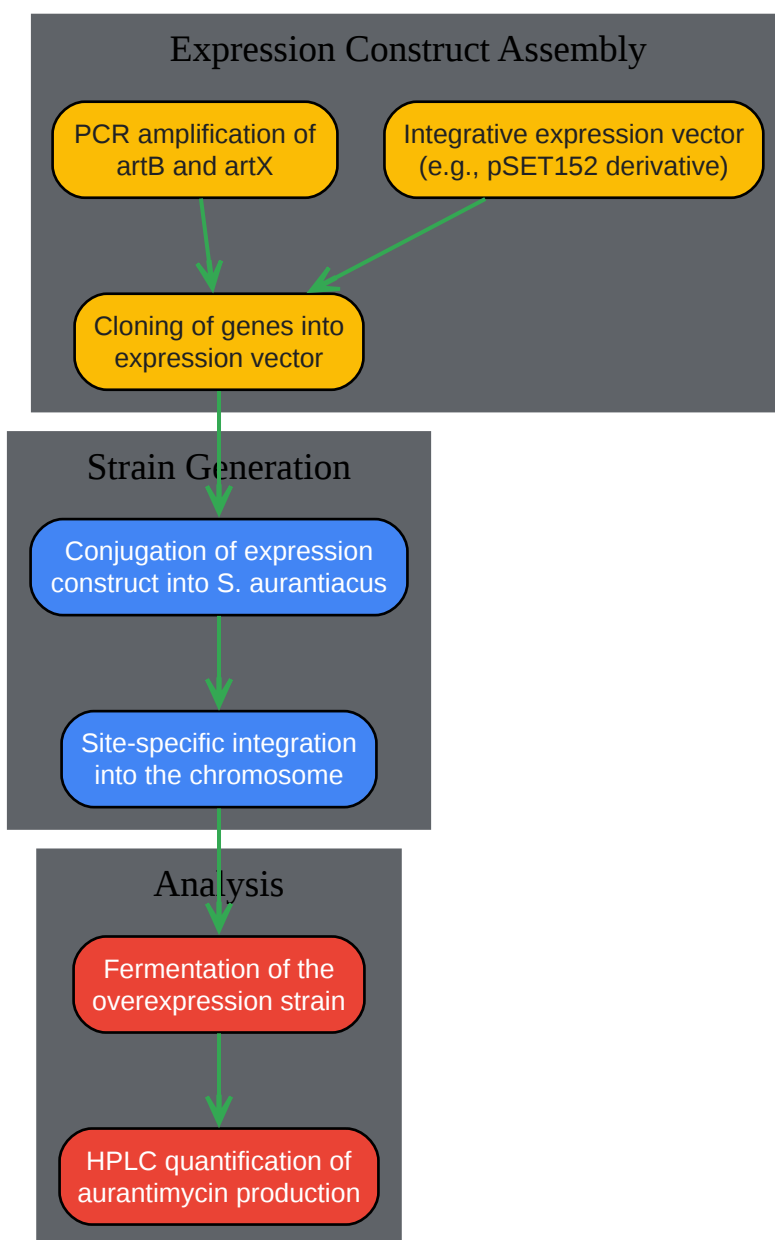 Expression Construct Assembly
PCR amplification of
artB and artX
Integrative expression vector
(e.g., pSET152 derivative)
Cloning of genes into
expression vector
Strain Generation
Conjugation of expression
construct into S. aurantiacus
Site-specific integration
into the chromosome
Analysis
Fermentation of the
overexpression strain
HPLC quantification of
aurantimycin production